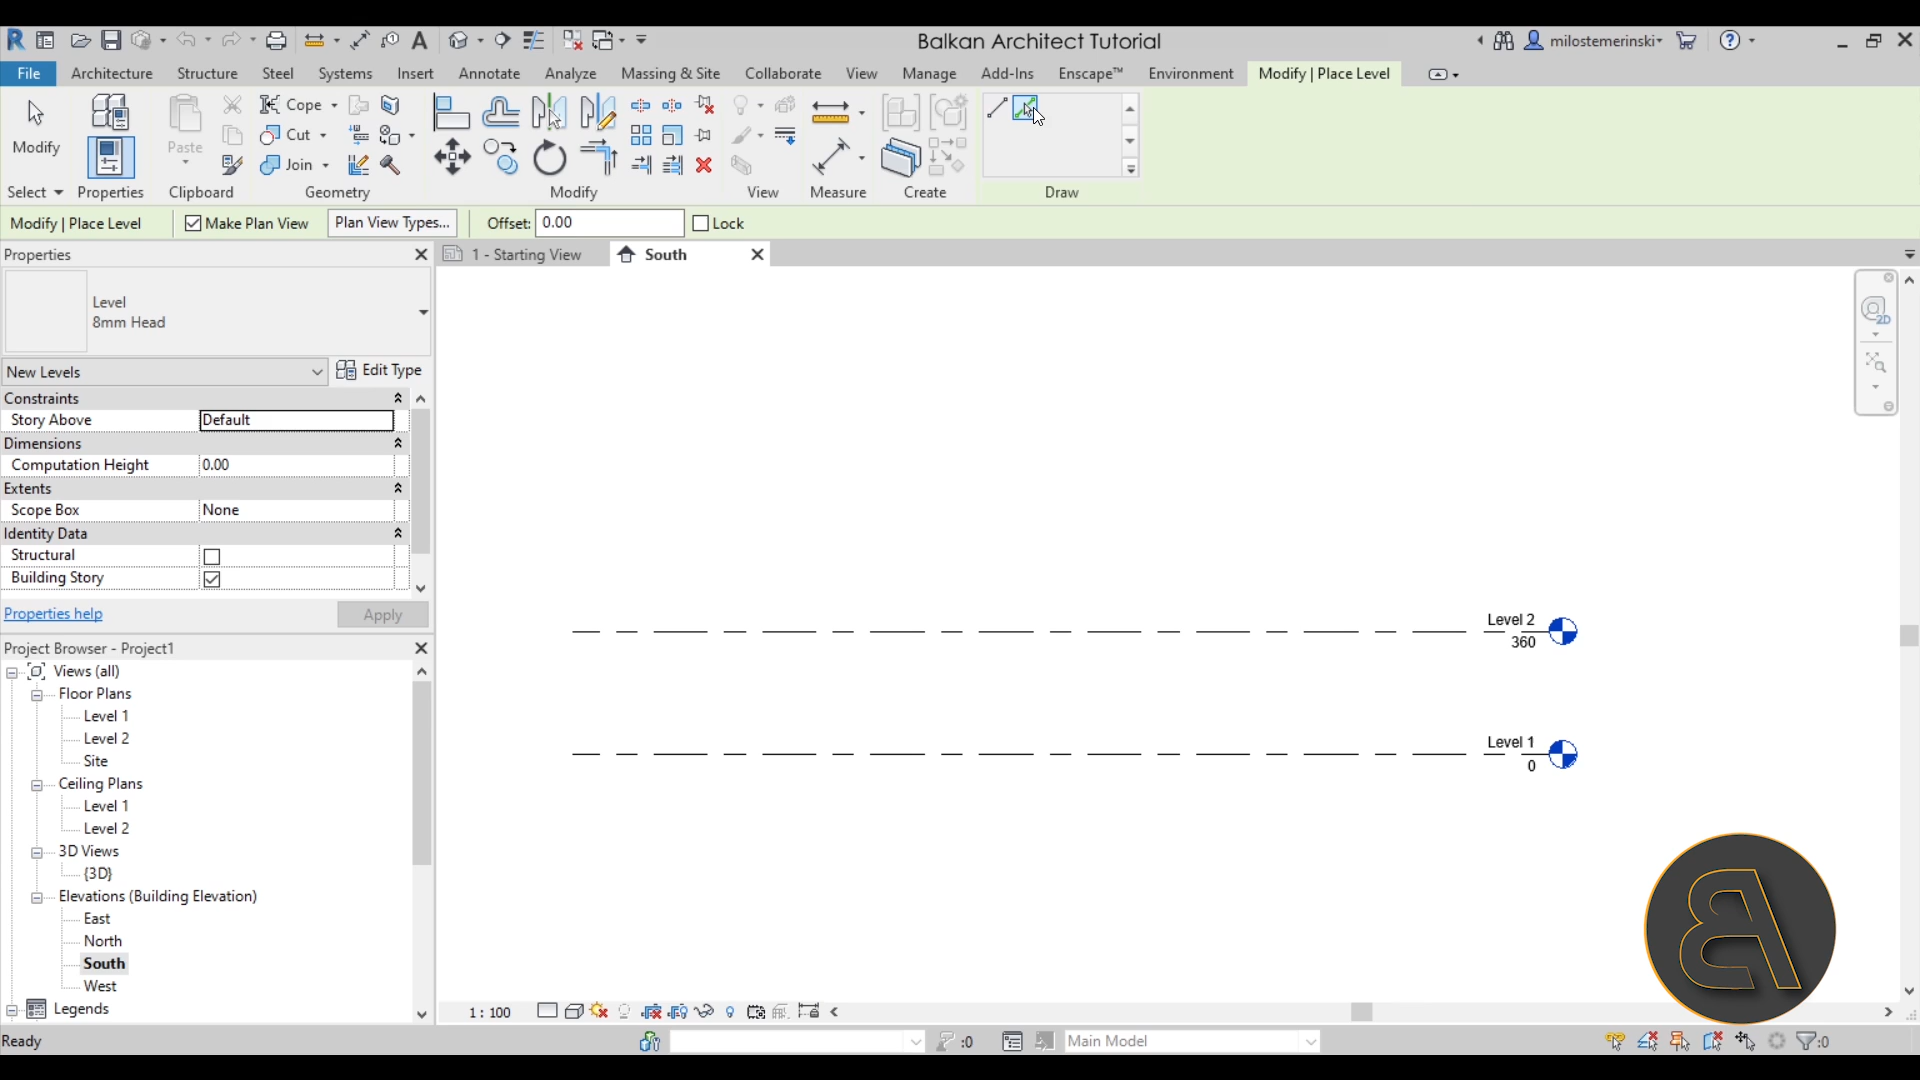 Balkan Architect Tutorial
milostemerinski
File Architecture Structure Steel Systems Insert Annotate Analyze Massing & Site Collaborate View Manage Add-Ins Enscape™ Environment Modify | Place Level
Cope
Cut
Join
Modify
Paste
Select Properties Clipboard Geometry Modify View Measure Create Draw
Modify | Place Level Make Plan View Plan View Types... Offset: 0.00 Lock
Properties
1 - Starting View South
Level
8mm Head
New Levels Edit Type
Constraints
Story Above Default
Dimensions
Computation Height 0.00
Extents
Scope Box None
Identity Data
Structural
Building Story
Properties help Apply
Project Browser - Project1
Views (all)
Floor Plans
Level 1
Level 2
Site
Ceiling Plans
Level 1
Level 2
3D Views
{3D}
Elevations (Building Elevation)
East
North
South
West
Legends
2D
Level 2
360
Level 1
0
1 : 100
Ready :0 Main Model :0